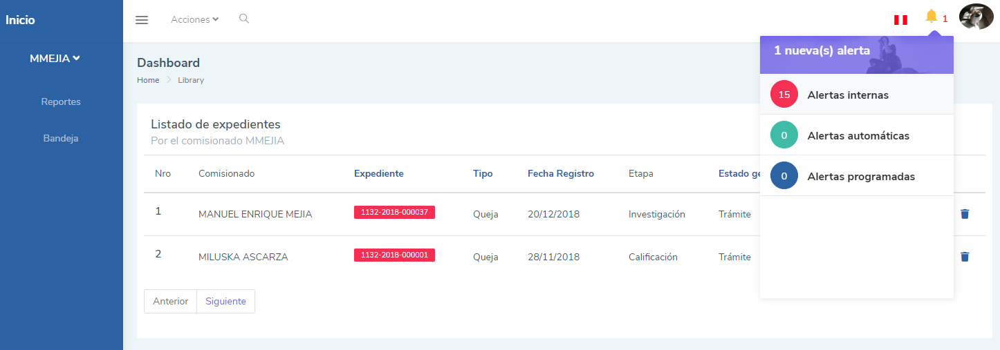 Inicio
Acciones
1
MMEJIA
Reportes
Bandeja
Dashboard
Home Library
1 nueva(s) alerta
15 Alertas internas
0 Alertas automáticas
0 Alertas programadas
Listado de expedientes
Por el comisionado MMEJIA
Nro Comisionado Expediente Tipo Fecha Registro Etapa Estado ge
1 MANUEL ENRIQUE MEJIA 1132-2018-000037 Queja 20/12/2018 Investigación Trámite
2 MILUSKA ASCARZA 1132-2018-000001 Queja 28/11/2018 Calificación Trámite
Anterior Siguiente